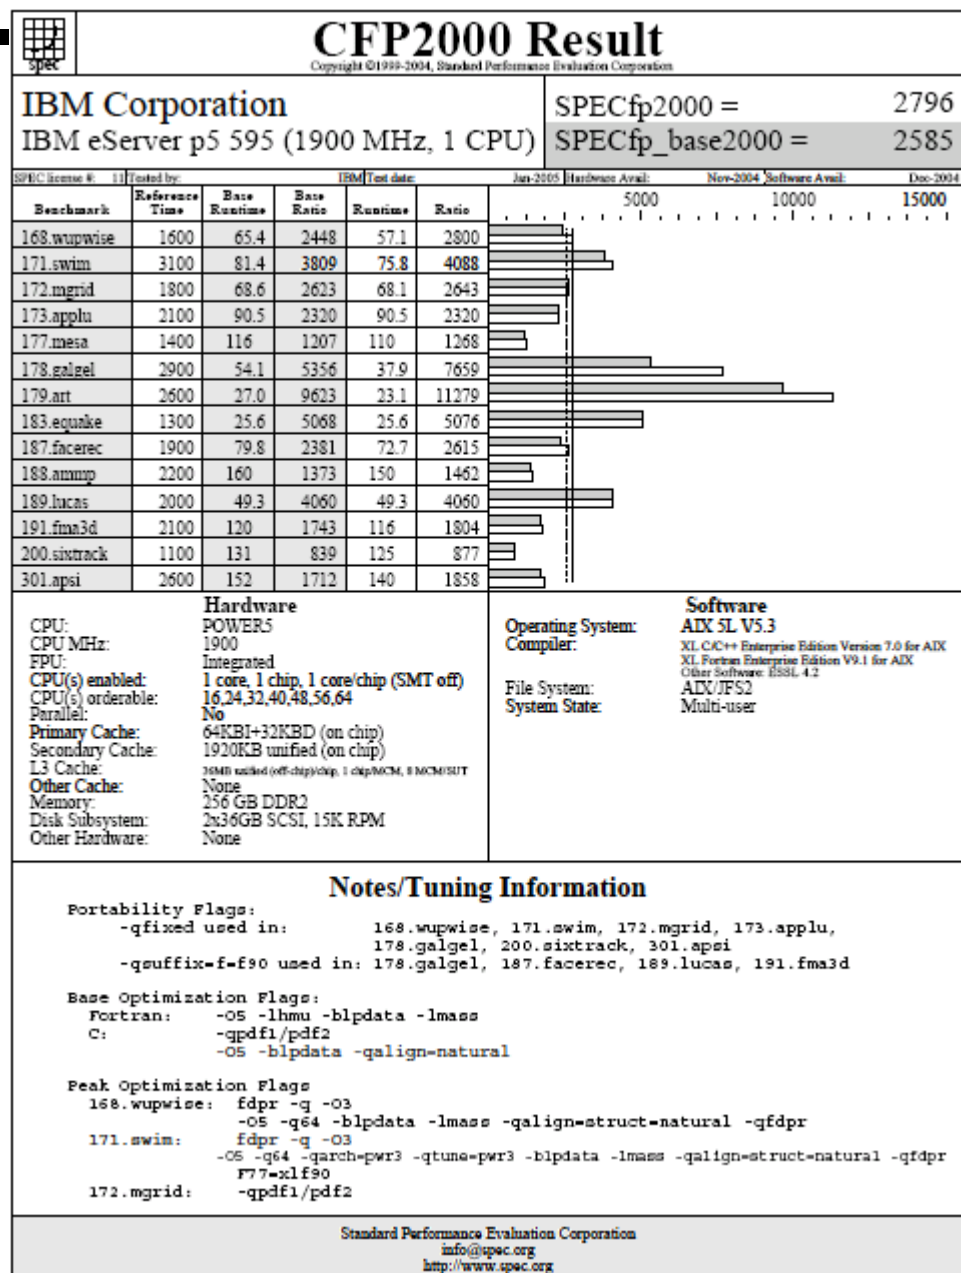 spec
CFP2000 Result
Copyright ©1999-2004, Standard Performance Evaluation Corporation
IBM Corporation
IBM eServer p5 595 (1900 MHz, 1 CPU)
SPECfp2000 = 2796
SPECfp_base2000 = 2585
SPEC license #: 11 Tested by: IBM Test date: Jan-2005 Hardware Avail: Nov-2004 Software Avail: Dec-2004
Benchmark Reference Time Base Runtime Base Ratio Runtime Ratio 5000 10000 15000
168.wupwise 1600 65.4 2448 57.1 2800
171.swim 3100 81.4 3809 75.8 4088
172.mgrid 1800 68.6 2623 68.1 2643
173.applu 2100 90.5 2320 90.5 2320
177.mesa 1400 116 1207 110 1268
178.galgel 2900 54.1 5356 37.9 7659
179.art 2600 27.0 9623 23.1 11279
183.equake 1300 25.6 5068 25.6 5076
187.facerec 1900 79.8 2381 72.7 2615
188.ammp 2200 160 1373 150 1462
189.lucas 2000 49.3 4060 49.3 4060
191.fma3d 2100 120 1743 116 1804
200.sixtrack 1100 131 839 125 877
301.apsi 2600 152 1712 140 1858
Hardware
CPU: POWER5
CPU MHz: 1900
FPU: Integrated
CPU(s) enabled: 1 core, 1 chip, 1 core/chip (SMT off)
CPU(s) orderable: 16,24,32,40,48,56,64
Parallel: No
Primary Cache: 64KBI+32KBD (on chip)
Secondary Cache: 1920KB unified (on chip)
L3 Cache: 36MB unified (off-chip)/chip, 1 chip/MCM, 8 MCM/SUT
Other Cache: None
Memory: 256 GB DDR2
Disk Subsystem: 2x36GB SCSI, 15K RPM
Other Hardware: None
Software
Operating System: AIX 5L V5.3
Compiler: XL C/C++ Enterprise Edition Version 7.0 for AIX
XL Fortran Enterprise Edition V9.1 for AIX
Other Software: ESSL 4.2
File System: AIX/JFS2
System State: Multi-user
Notes/Tuning Information
Portability Flags:
-qfixed used in: 168.wupwise, 171.swim, 172.mgrid, 173.applu,
178.galgel, 200.sixtrack, 301.apsi
-qsuffix=f=f90 used in: 178.galgel, 187.facerec, 189.lucas, 191.fma3d
Base Optimization Flags:
Fortran: -O5 -lhmu -blpdata -lmass
C: -qpdf1/pdf2
-O5 -blpdata -qalign=natural
Peak Optimization Flags
168.wupwise: fdpr -q -O3
-O5 -q64 -blpdata -lmass -qalign=struct=natural -qfdpr
171.swim: fdpr -q -O3
-O5 -q64 -qarch=pwr3 -qtune=pwr3 -blpdata -lmass -qalign=struct=natural -qfdpr
F77=xlf90
172.mgrid: -qpdf1/pdf2
Standard Performance Evaluation Corporation
info@spec.org
http://www.spec.org